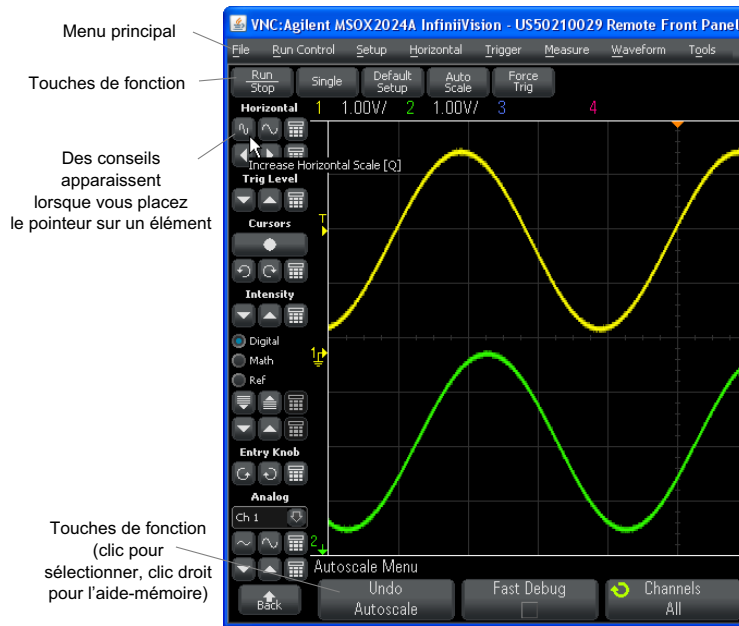 VNC:Agilent MSOX2024A InfiniiVision - US50210029 Remote Front Panel
Menu principal
File Run Control Setup Horizontal Trigger Measure Waveform Tools
Touches de fonction
Run Stop
Single
Default Setup
Auto Scale
Force Trig
Horizontal
1 1.00V/ 2 1.00V/ 3 4
Des conseils
apparaissent
lorsque vous placez
le pointeur sur un élément
Increase Horizontal Scale [Q]
Trig Level
T
Cursors
Intensity
Digital
Math
Ref
1
Entry Knob
Analog
Ch 1
2
Touches de fonction
(clic pour
sélectionner, clic droit
pour l'aide-mémoire)
Autoscale Menu
Back
Undo Autoscale
Fast Debug
Channels All